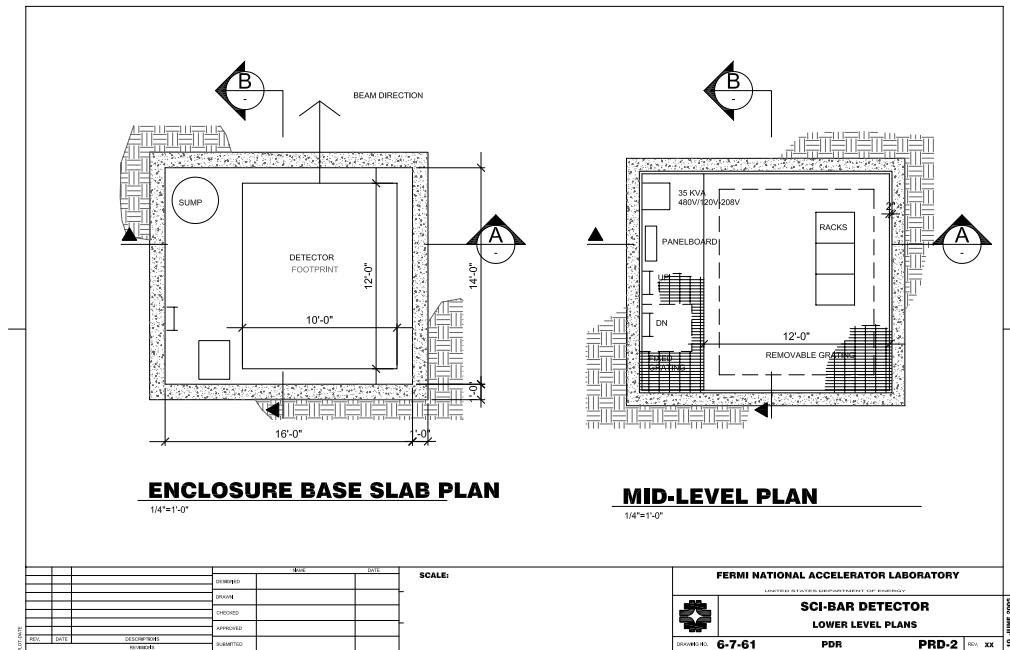 B
-
BEAM DIRECTION
SUMP
DETECTOR
FOOTPRINT
12'-0"
10'-0"
14'-0"
A
-
16'-0"
1'-0"
ENCLOSURE BASE SLAB PLAN
1/4"=1'-0"
B
-
35 KVA
480V/120V-208V
2"
RACKS
PANELBOARD
A
-
UP
DN
12'-0"
REMOVABLE GRATING
FIXED
GRATING
MID-LEVEL PLAN
1/4"=1'-0"
NAME DATE
DESIGNED
DRAWN
CHECKED
APPROVED
SUBMITTED
REV. DATE DESCRIPTIONS
REVISIONS
SCALE:
FERMI NATIONAL ACCELERATOR LABORATORY
UNITED STATES DEPARTMENT OF ENERGY
SCI-BAR DETECTOR
LOWER LEVEL PLANS
DRAWING NO. 6-7-61 PDR PRD-2 REV. XX
10 JUNE 2005